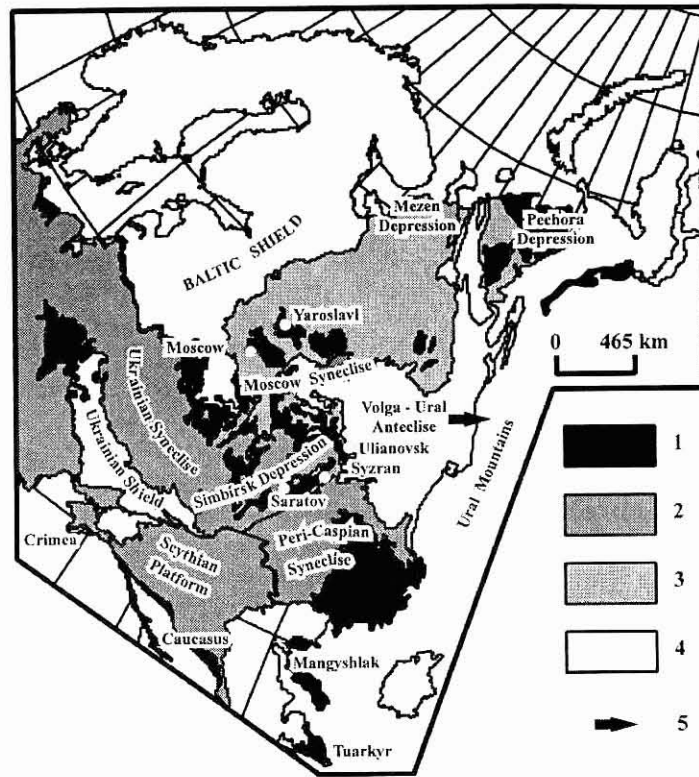 Mezen
Depression
Pechora
Depression
BALTIC SHIELD
Yaroslavl
Moscow
0 465 km
Moscow Syneclise
Ukrainian Syneclise
Volga - Ural
Anteclise
Ulianovsk
Syzran
Ukrainian Shield
Simbirsk Depression
Saratov
Ural Mountains
Crimea
Peri-Caspian
Syneclise
Scythian
Platform
Caucasus
Mangyshlak
Tuarkyr
1
2
3
4
5